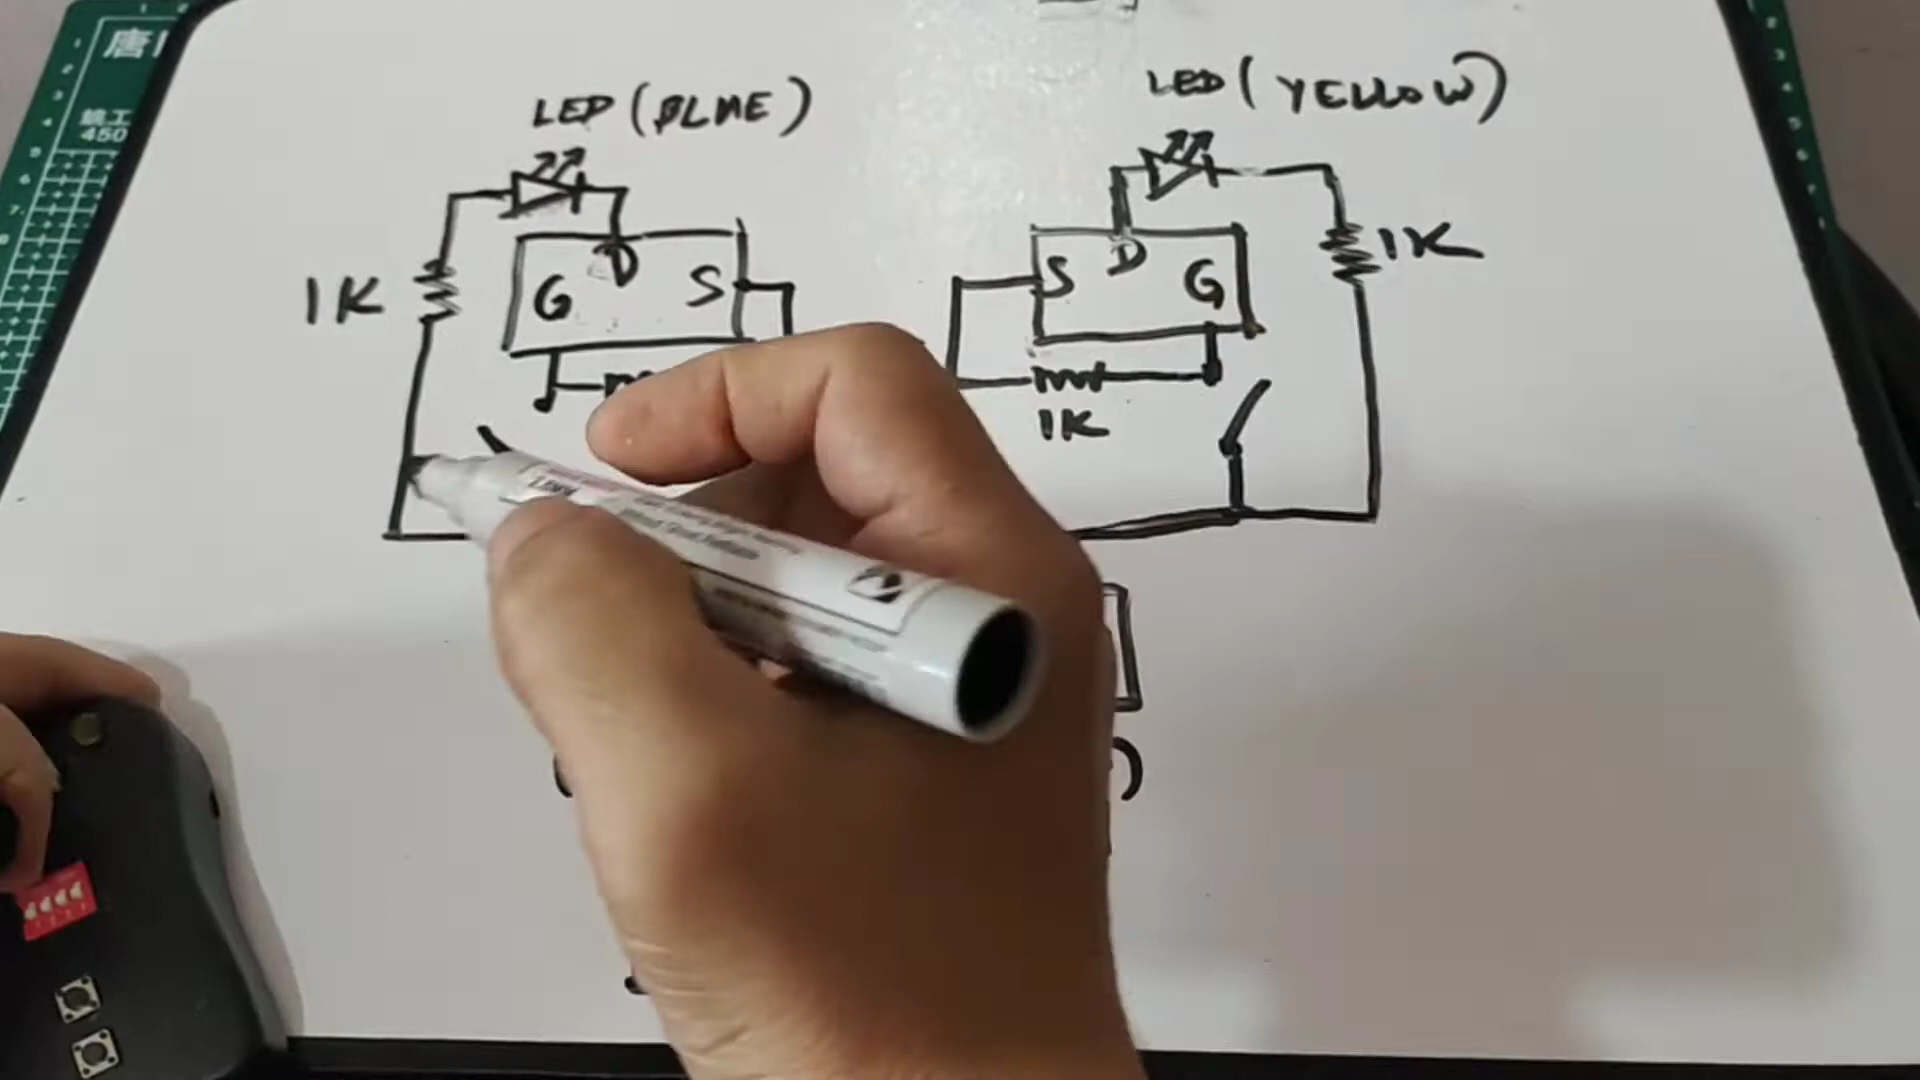 唐
450
LED (BLUE)
LED (YELLOW)
1K
G D S
S D G
1K
1K